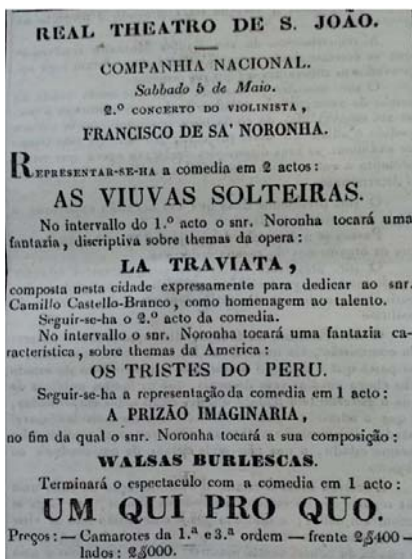 REAL THEATRO DE S. JOÃO.
COMPANHIA NACIONAL.
Sabbado 5 de Maio.
2.º CONCERTO DO VIOLINISTA,
FRANCISCO DE SA' NORONHA.
REPRESENTAR-SE-HA a comedia em 2 actos:
AS VIUVAS SOLTEIRAS.
No intervallo do 1.º acto o snr. Noronha tocará uma
fantazia, discriptiva sobre themas da opera:
LA TRAVIATA,
composta nesta cidade expressamente para dedicar ao snr.
Camillo Castello-Branco, como homenagem ao talento.
Seguir-se-ha o 2.º acto da comedia.
No intervallo o snr. Noronha tocará uma fantazia ca-
racterística, sobre themas da America:
OS TRISTES DO PERU.
Seguir-se-ha a representação da comedia em 1 acto:
A PRIZÃO IMAGINARIA,
no fim da qual o snr. Noronha tocará a sua composição:
WALSAS BURLESCAS.
Terminará o espectaculo com a comedia em 1 acto:
UM QUI PRO QUO.
Preços: — Camarotes da 1.ª e 3.ª ordem — frente 2$400 —
lados: 2$000.